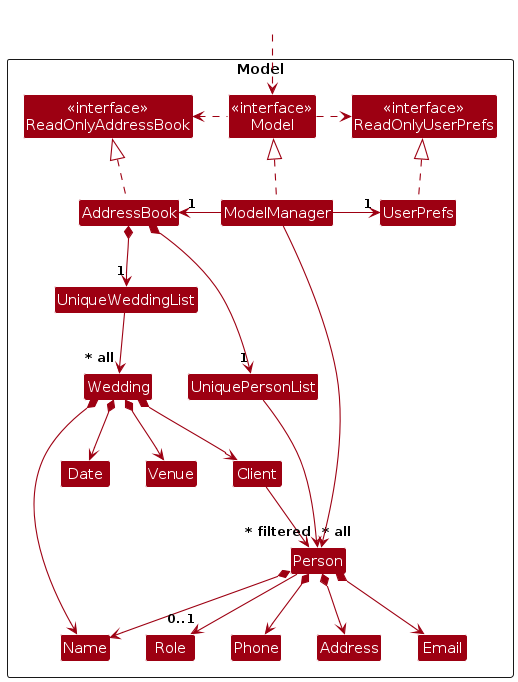 Model
«interface»
ReadOnlyAddressBook
«interface»
Model
«interface»
ReadOnlyUserPrefs
AddressBook
1
ModelManager
1
UserPrefs
1
UniqueWeddingList
* all
1
Wedding
UniquePersonList
Date
Venue
Client
* filtered
* all
Person
0..1
Name
Role
Phone
Address
Email